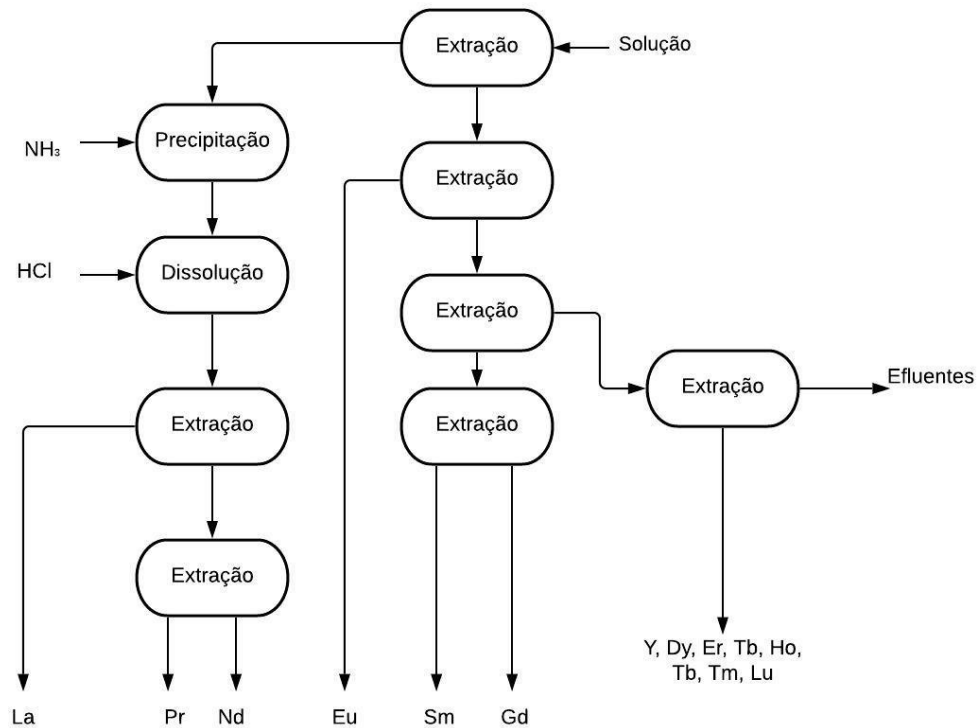 Extração
Solução
NH₃
Precipitação
Extração
HCl
Dissolução
Extração
Extração
Efluentes
Extração
Extração
Extração
Y, Dy, Er, Tb, Ho,
Tb, Tm, Lu
La
Pr
Nd
Eu
Sm
Gd